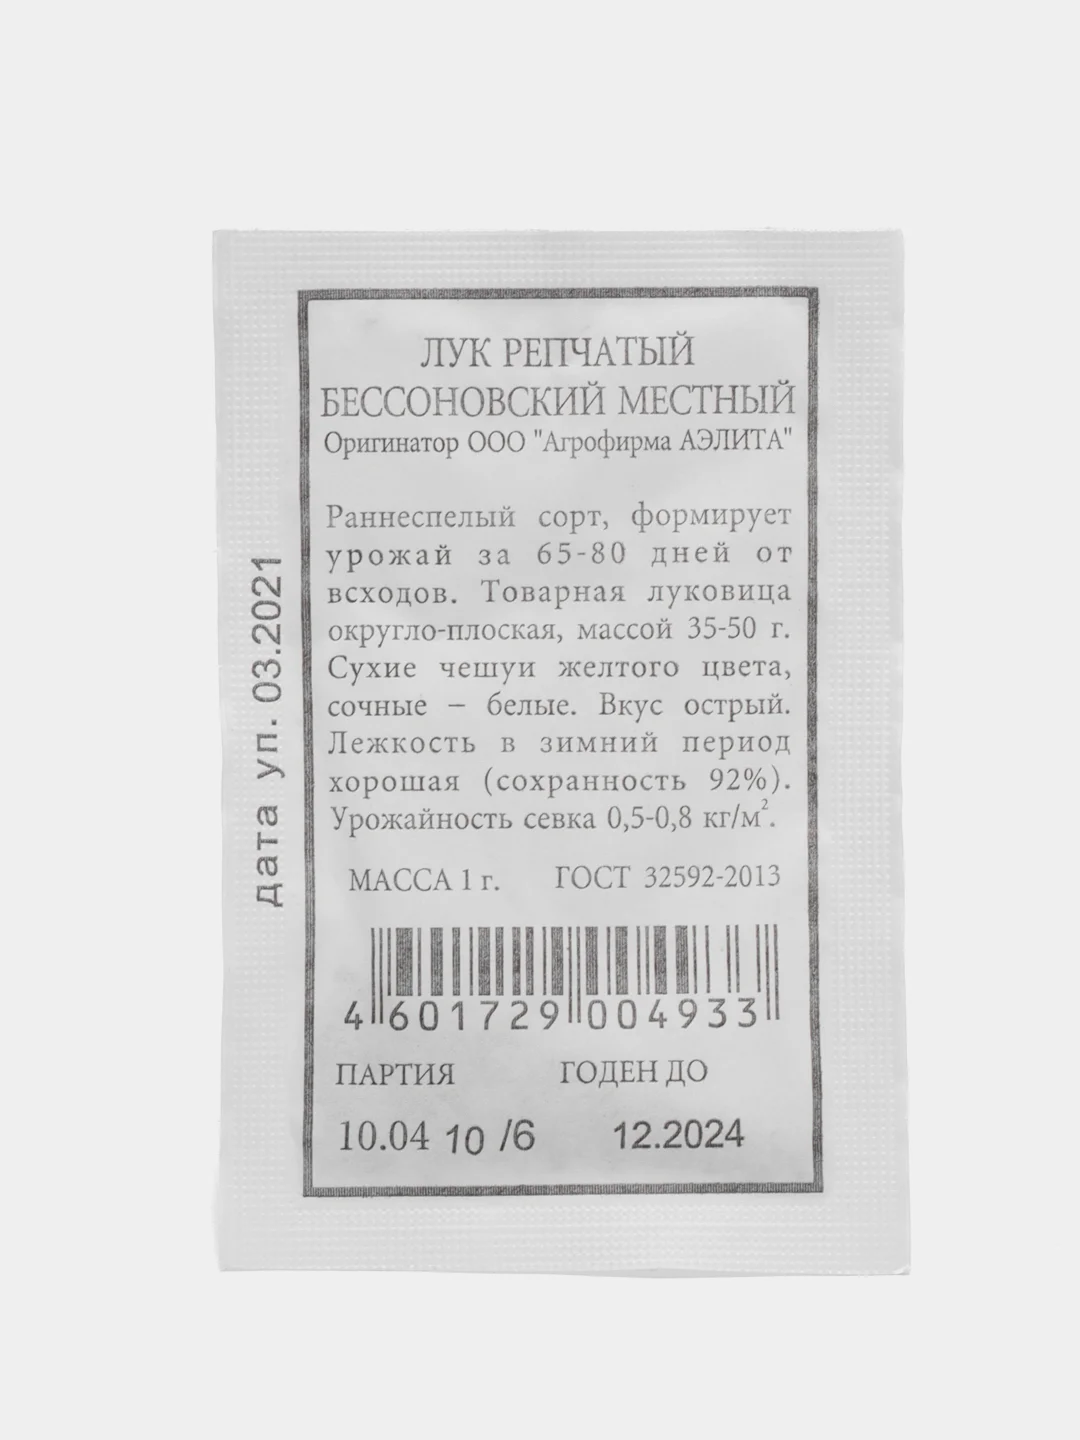 ЛУК РЕПЧАТЫЙ
БЕССОНОВСКИЙ МЕСТНЫЙ
Оригинатор ООО "Агрофирма АЭЛИТА"
Раннеспелый сорт, формирует
урожай за 65-80 дней от
всходов. Товарная луковица
округло-плоская, массой 35-50 г.
Сухие чешуи желтого цвета,
сочные – белые. Вкус острый.
Лежкость в зимний период
хорошая (сохранность 92%).
Урожайность севка 0,5-0,8 кг/м².
МАССА 1 г. ГОСТ 32592-2013
4 601729 004933
ПАРТИЯ ГОДЕН ДО
10.04 10 /6 12.2024
дата уп. 03.2021